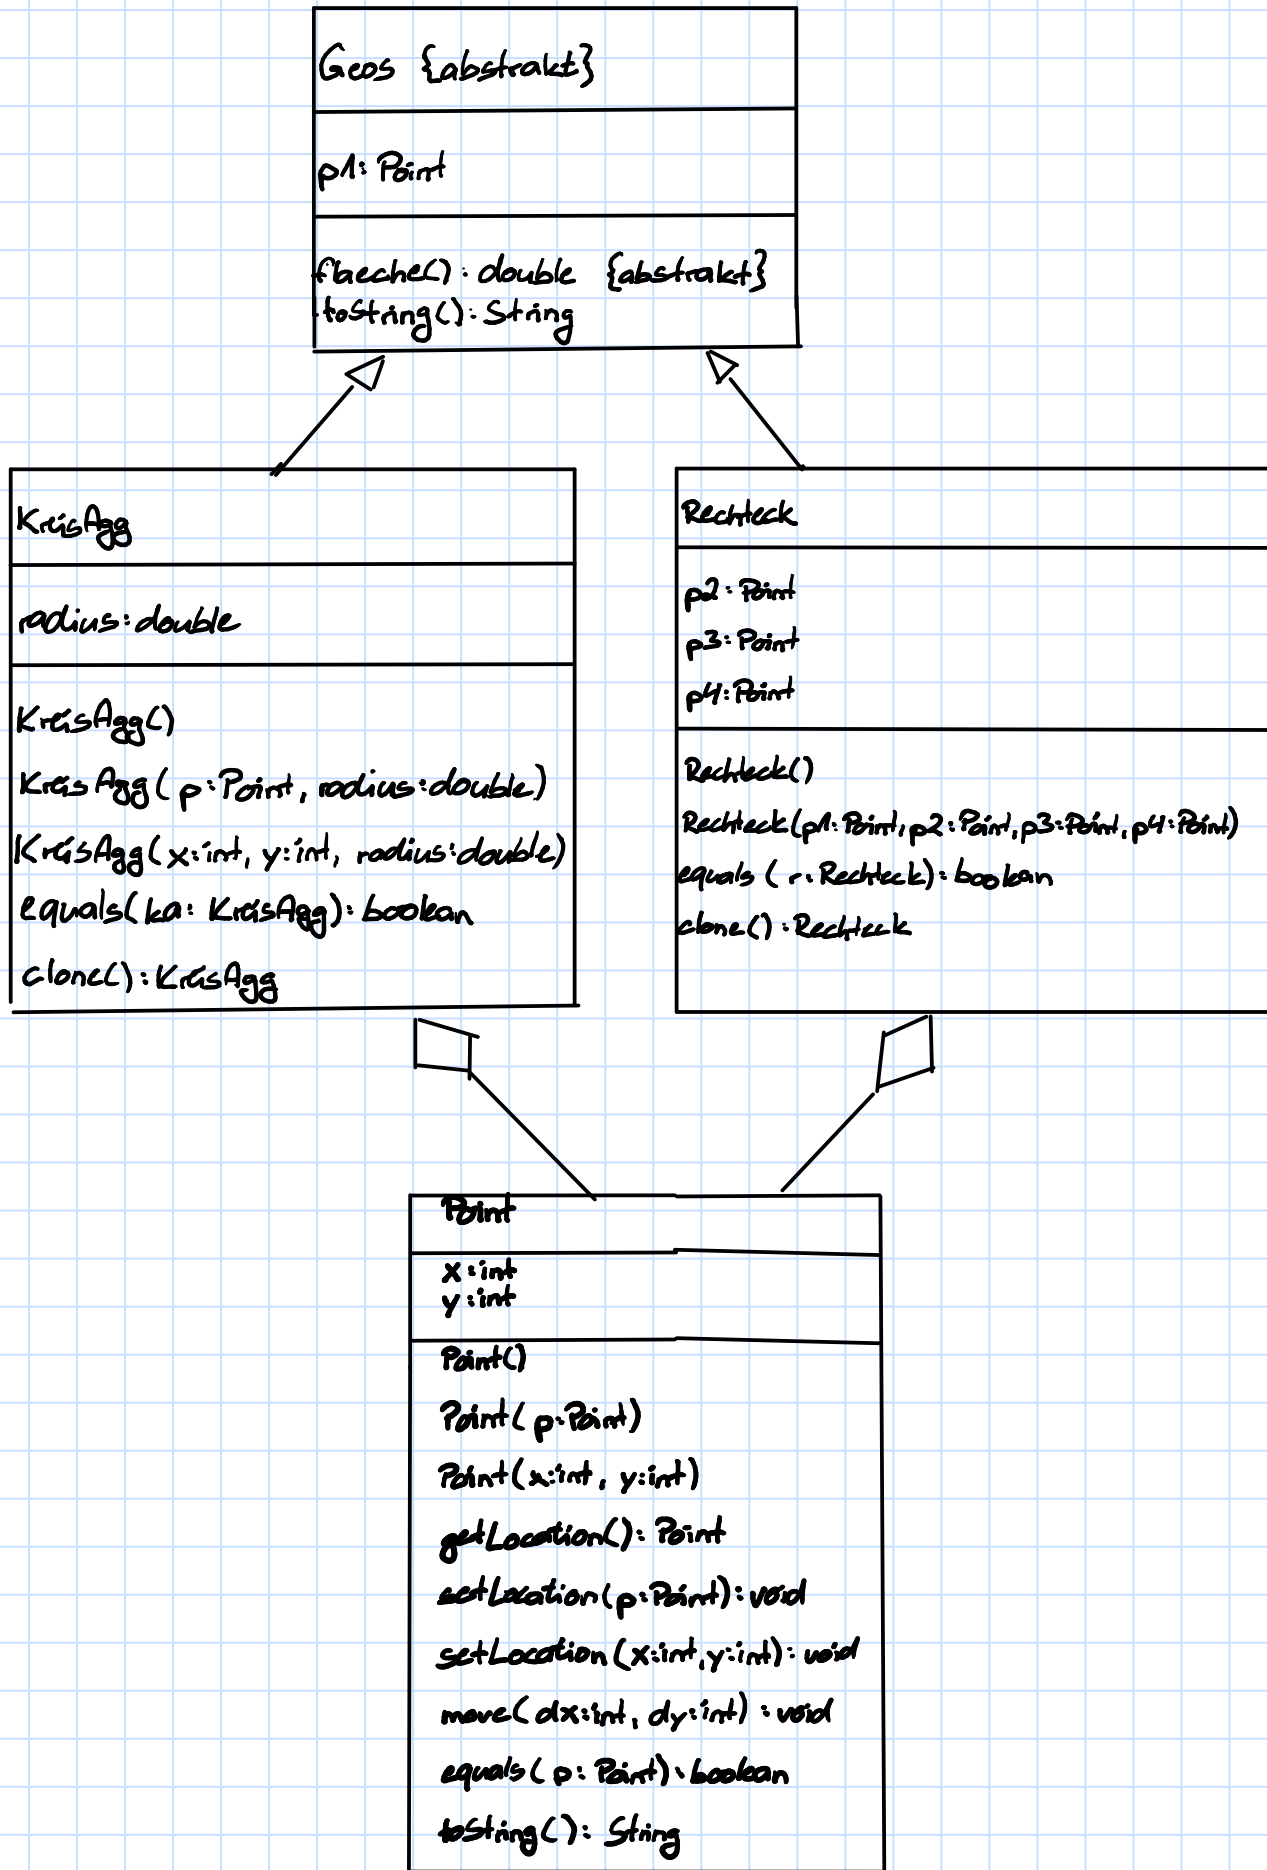 Geos {abstrakt}
p1: Point
flaeche(): double {abstrakt}
toString(): String
KreisAgg
radius: double
KreisAgg()
KreisAgg(p: Point, radius: double)
KreisAgg(x: int, y: int, radius: double)
equals(ka: KreisAgg): boolean
clone(): KreisAgg
Rechteck
p2: Point
p3: Point
p4: Point
Rechteck()
Rechteck(p1: Point, p2: Point, p3: Point, p4: Point)
equals(r: Rechteck): boolean
clone(): Rechteck
Point
x: int
y: int
Point()
Point(p: Point)
Point(x: int, y: int)
getLocation(): Point
setLocation(p: Point): void
setLocation(x: int, y: int): void
move(dx: int, dy: int): void
equals(p: Point): boolean
toString(): String